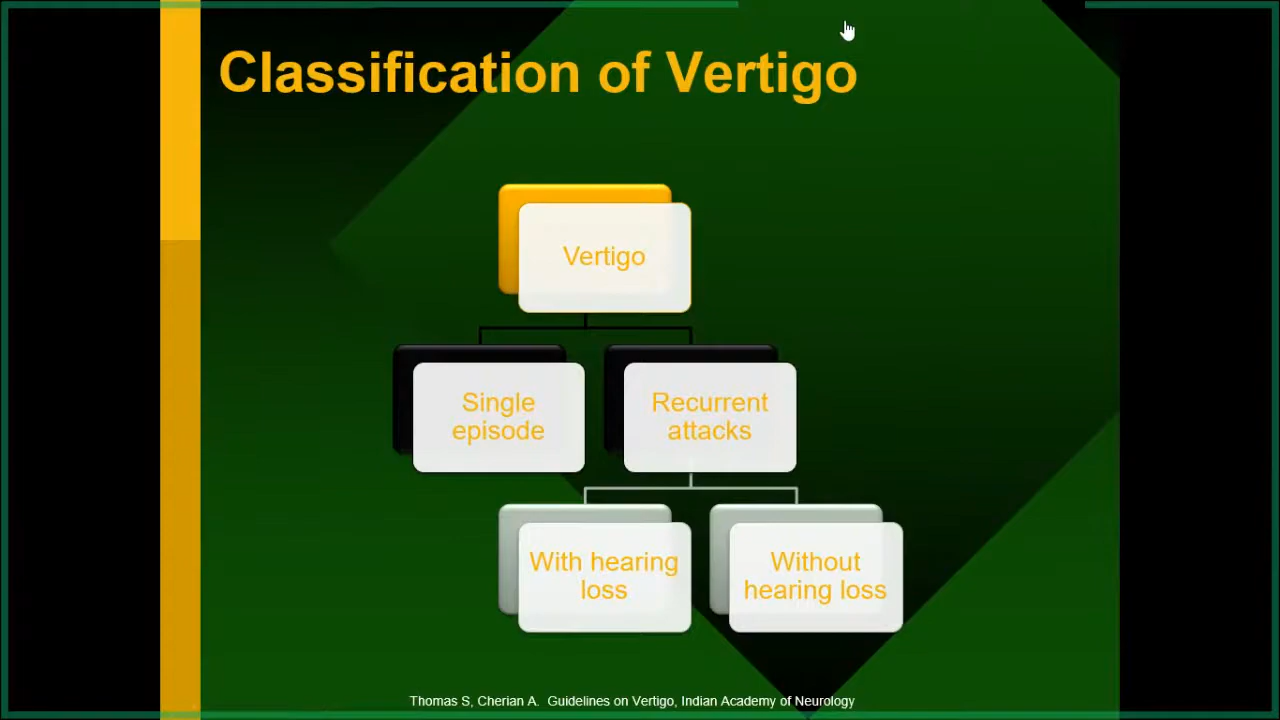 Classification of Vertigo
Vertigo
Single
episode
Recurrent
attacks
With hearing
loss
Without
hearing loss
Thomas S, Cherian A.  Guidelines on Vertigo, Indian Academy of Neurology